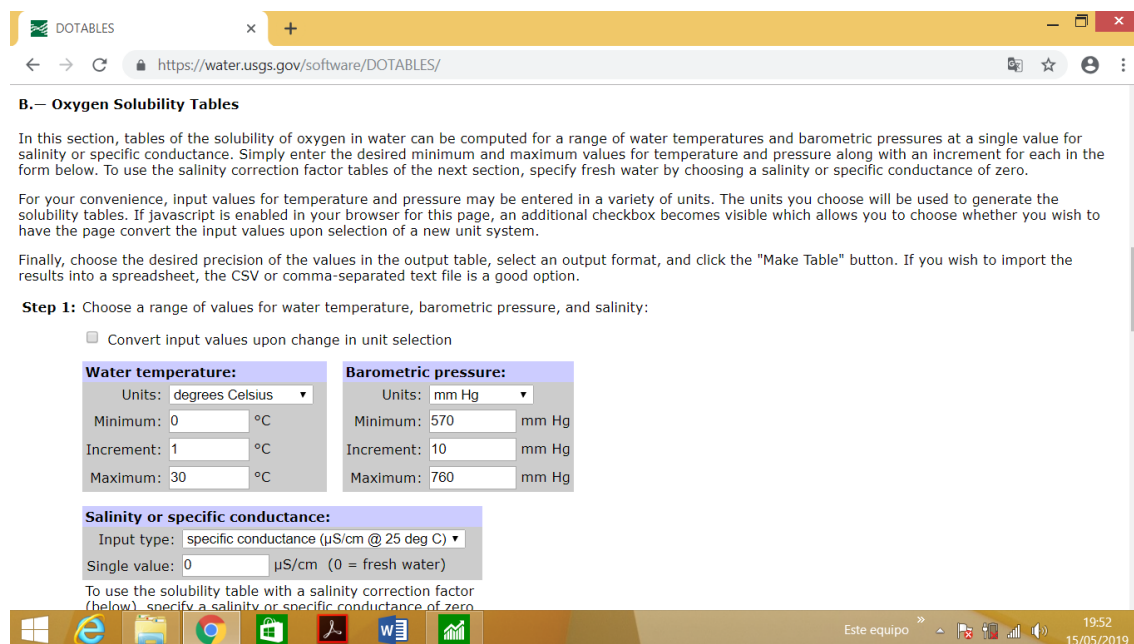 DOTABLES
https://water.usgs.gov/software/DOTABLES/
B.— Oxygen Solubility Tables
In this section, tables of the solubility of oxygen in water can be computed for a range of water temperatures and barometric pressures at a single value for
salinity or specific conductance. Simply enter the desired minimum and maximum values for temperature and pressure along with an increment for each in the
form below. To use the salinity correction factor tables of the next section, specify fresh water by choosing a salinity or specific conductance of zero.
For your convenience, input values for temperature and pressure may be entered in a variety of units. The units you choose will be used to generate the
solubility tables. If javascript is enabled in your browser for this page, an additional checkbox becomes visible which allows you to choose whether you wish to
have the page convert the input values upon selection of a new unit system.
Finally, choose the desired precision of the values in the output table, select an output format, and click the "Make Table" button. If you wish to import the
results into a spreadsheet, the CSV or comma-separated text file is a good option.
Step 1: Choose a range of values for water temperature, barometric pressure, and salinity:
Convert input values upon change in unit selection
Water temperature:
Units: degrees Celsius
Minimum: 0 °C
Increment: 1 °C
Maximum: 30 °C
Barometric pressure:
Units: mm Hg
Minimum: 570 mm Hg
Increment: 10 mm Hg
Maximum: 760 mm Hg
Salinity or specific conductance:
Input type: specific conductance (µS/cm @ 25 deg C)
Single value: 0 µS/cm (0 = fresh water)
To use the solubility table with a salinity correction factor
(below), specify a salinity or specific conductance of zero
Este equipo
19:52
15/05/2019